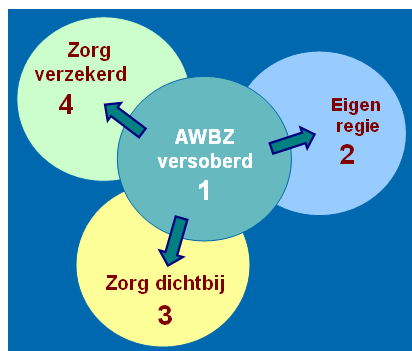 Zorg
verzekerd
4
Eigen
regie
2
AWBZ
versoberd
1
Zorg dichtbij
3